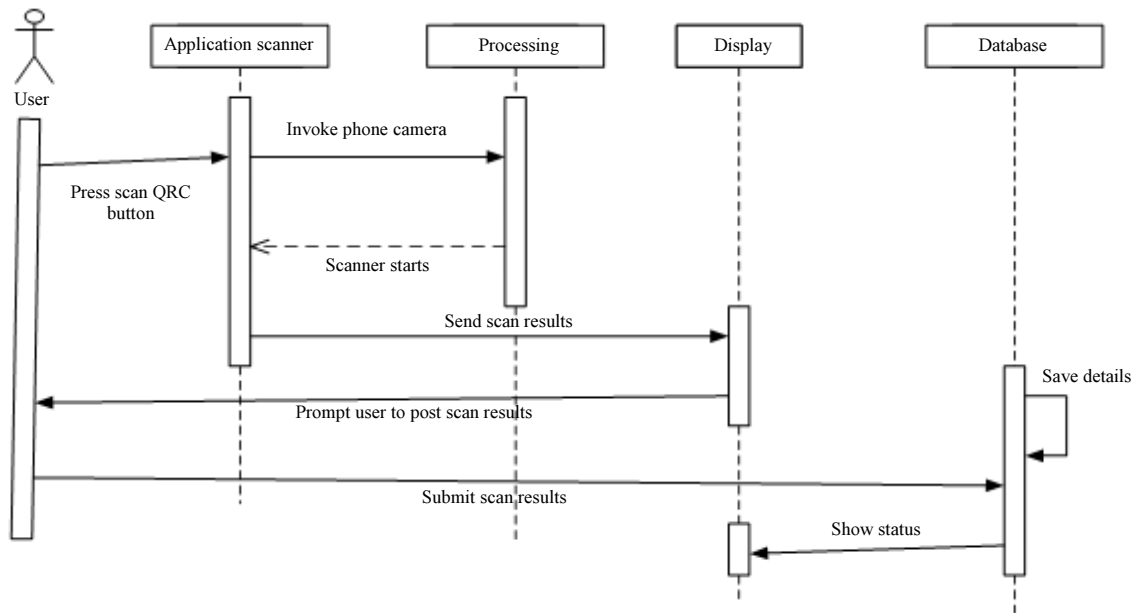 Application scanner
Processing
Display
Database
User
Invoke phone camera
Press scan QRC
button
Scanner starts
Send scan results
Save details
Prompt user to post scan results
Submit scan results
Show status